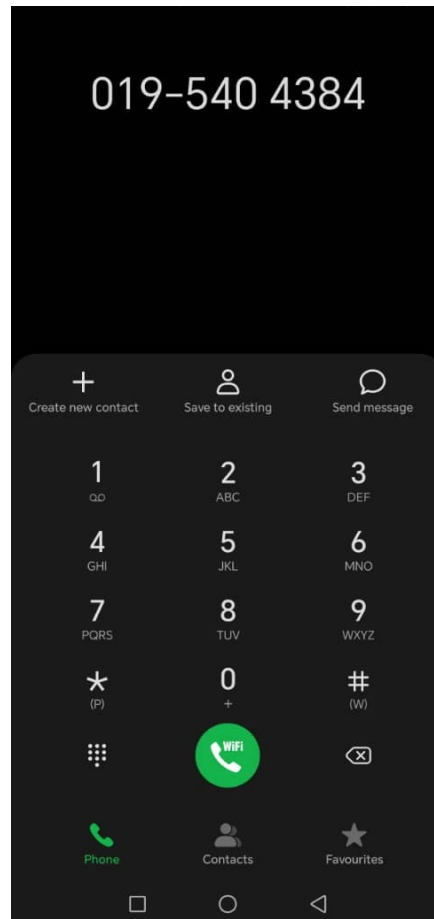 019-540 4384
Create new contact Save to existing Send message
1 2 3
ABC DEF
4 5 6
GHI JKL MNO
7 8 9
PQRS TUV WXYZ
* 0 #
(P) + (W)
WiFi
Phone Contacts Favourites